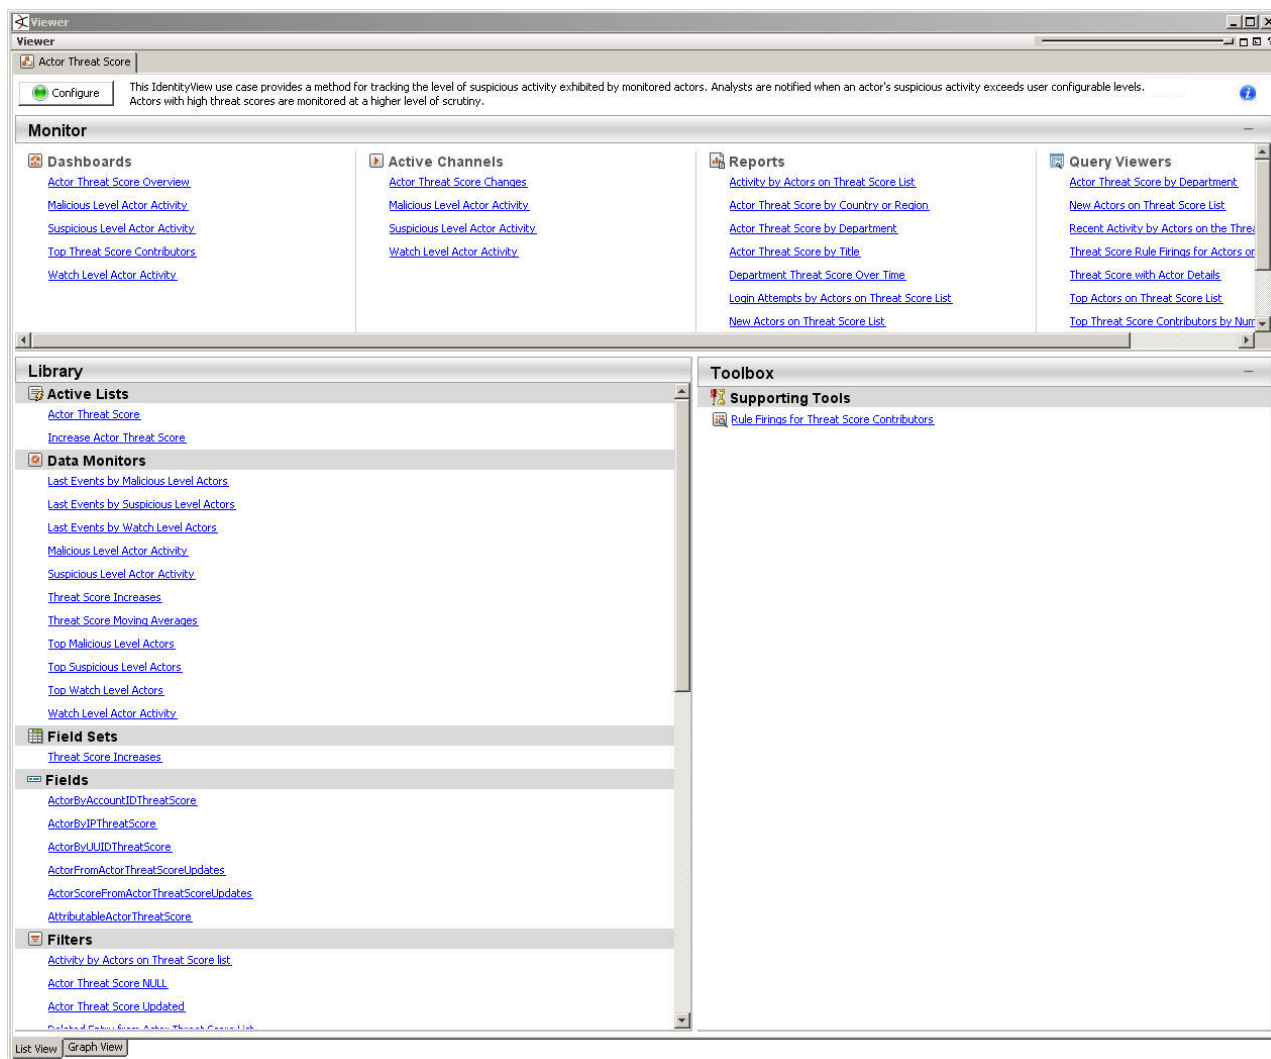 Viewer
Viewer
Actor Threat Score
Configure
This IdentityView use case provides a method for tracking the level of suspicious activity exhibited by monitored actors. Analysts are notified when an actor's suspicious activity exceeds user configurable levels.
Actors with high threat scores are monitored at a higher level of scrutiny.
Monitor
Dashboards
Actor Threat Score Overview
Malicious Level Actor Activity
Suspicious Level Actor Activity
Top Threat Score Contributors
Watch Level Actor Activity
Active Channels
Actor Threat Score Changes
Malicious Level Actor Activity
Suspicious Level Actor Activity
Watch Level Actor Activity
Reports
Activity by Actors on Threat Score List
Actor Threat Score by Country or Region
Actor Threat Score by Department
Actor Threat Score by Title
Department Threat Score Over Time
Login Attempts by Actors on Threat Score List
New Actors on Threat Score List
Query Viewers
Actor Threat Score by Department
New Actors on Threat Score List
Recent Activity by Actors on the Threa
Threat Score Rule Firings for Actors or
Threat Score with Actor Details
Top Actors on Threat Score List
Top Threat Score Contributors by Num
Library
Active Lists
Actor Threat Score
Increase Actor Threat Score
Data Monitors
Last Events by Malicious Level Actors
Last Events by Suspicious Level Actors
Last Events by Watch Level Actors
Malicious Level Actor Activity
Suspicious Level Actor Activity
Threat Score Increases
Threat Score Moving Averages
Top Malicious Level Actors
Top Suspicious Level Actors
Top Watch Level Actors
Watch Level Actor Activity
Field Sets
Threat Score Increases
Fields
ActorByAccountIDThreatScore
ActorByIPThreatScore
ActorByUUIDThreatScore
ActorFromActorThreatScoreUpdates
ActorScoreFromActorThreatScoreUpdates
AttributableActorThreatScore
Filters
Activity by Actors on Threat Score list
Actor Threat Score NULL
Actor Threat Score Updated
Deleted Entry from Actor Threat Score List
Toolbox
Supporting Tools
Rule Firings for Threat Score Contributors
List View
Graph View